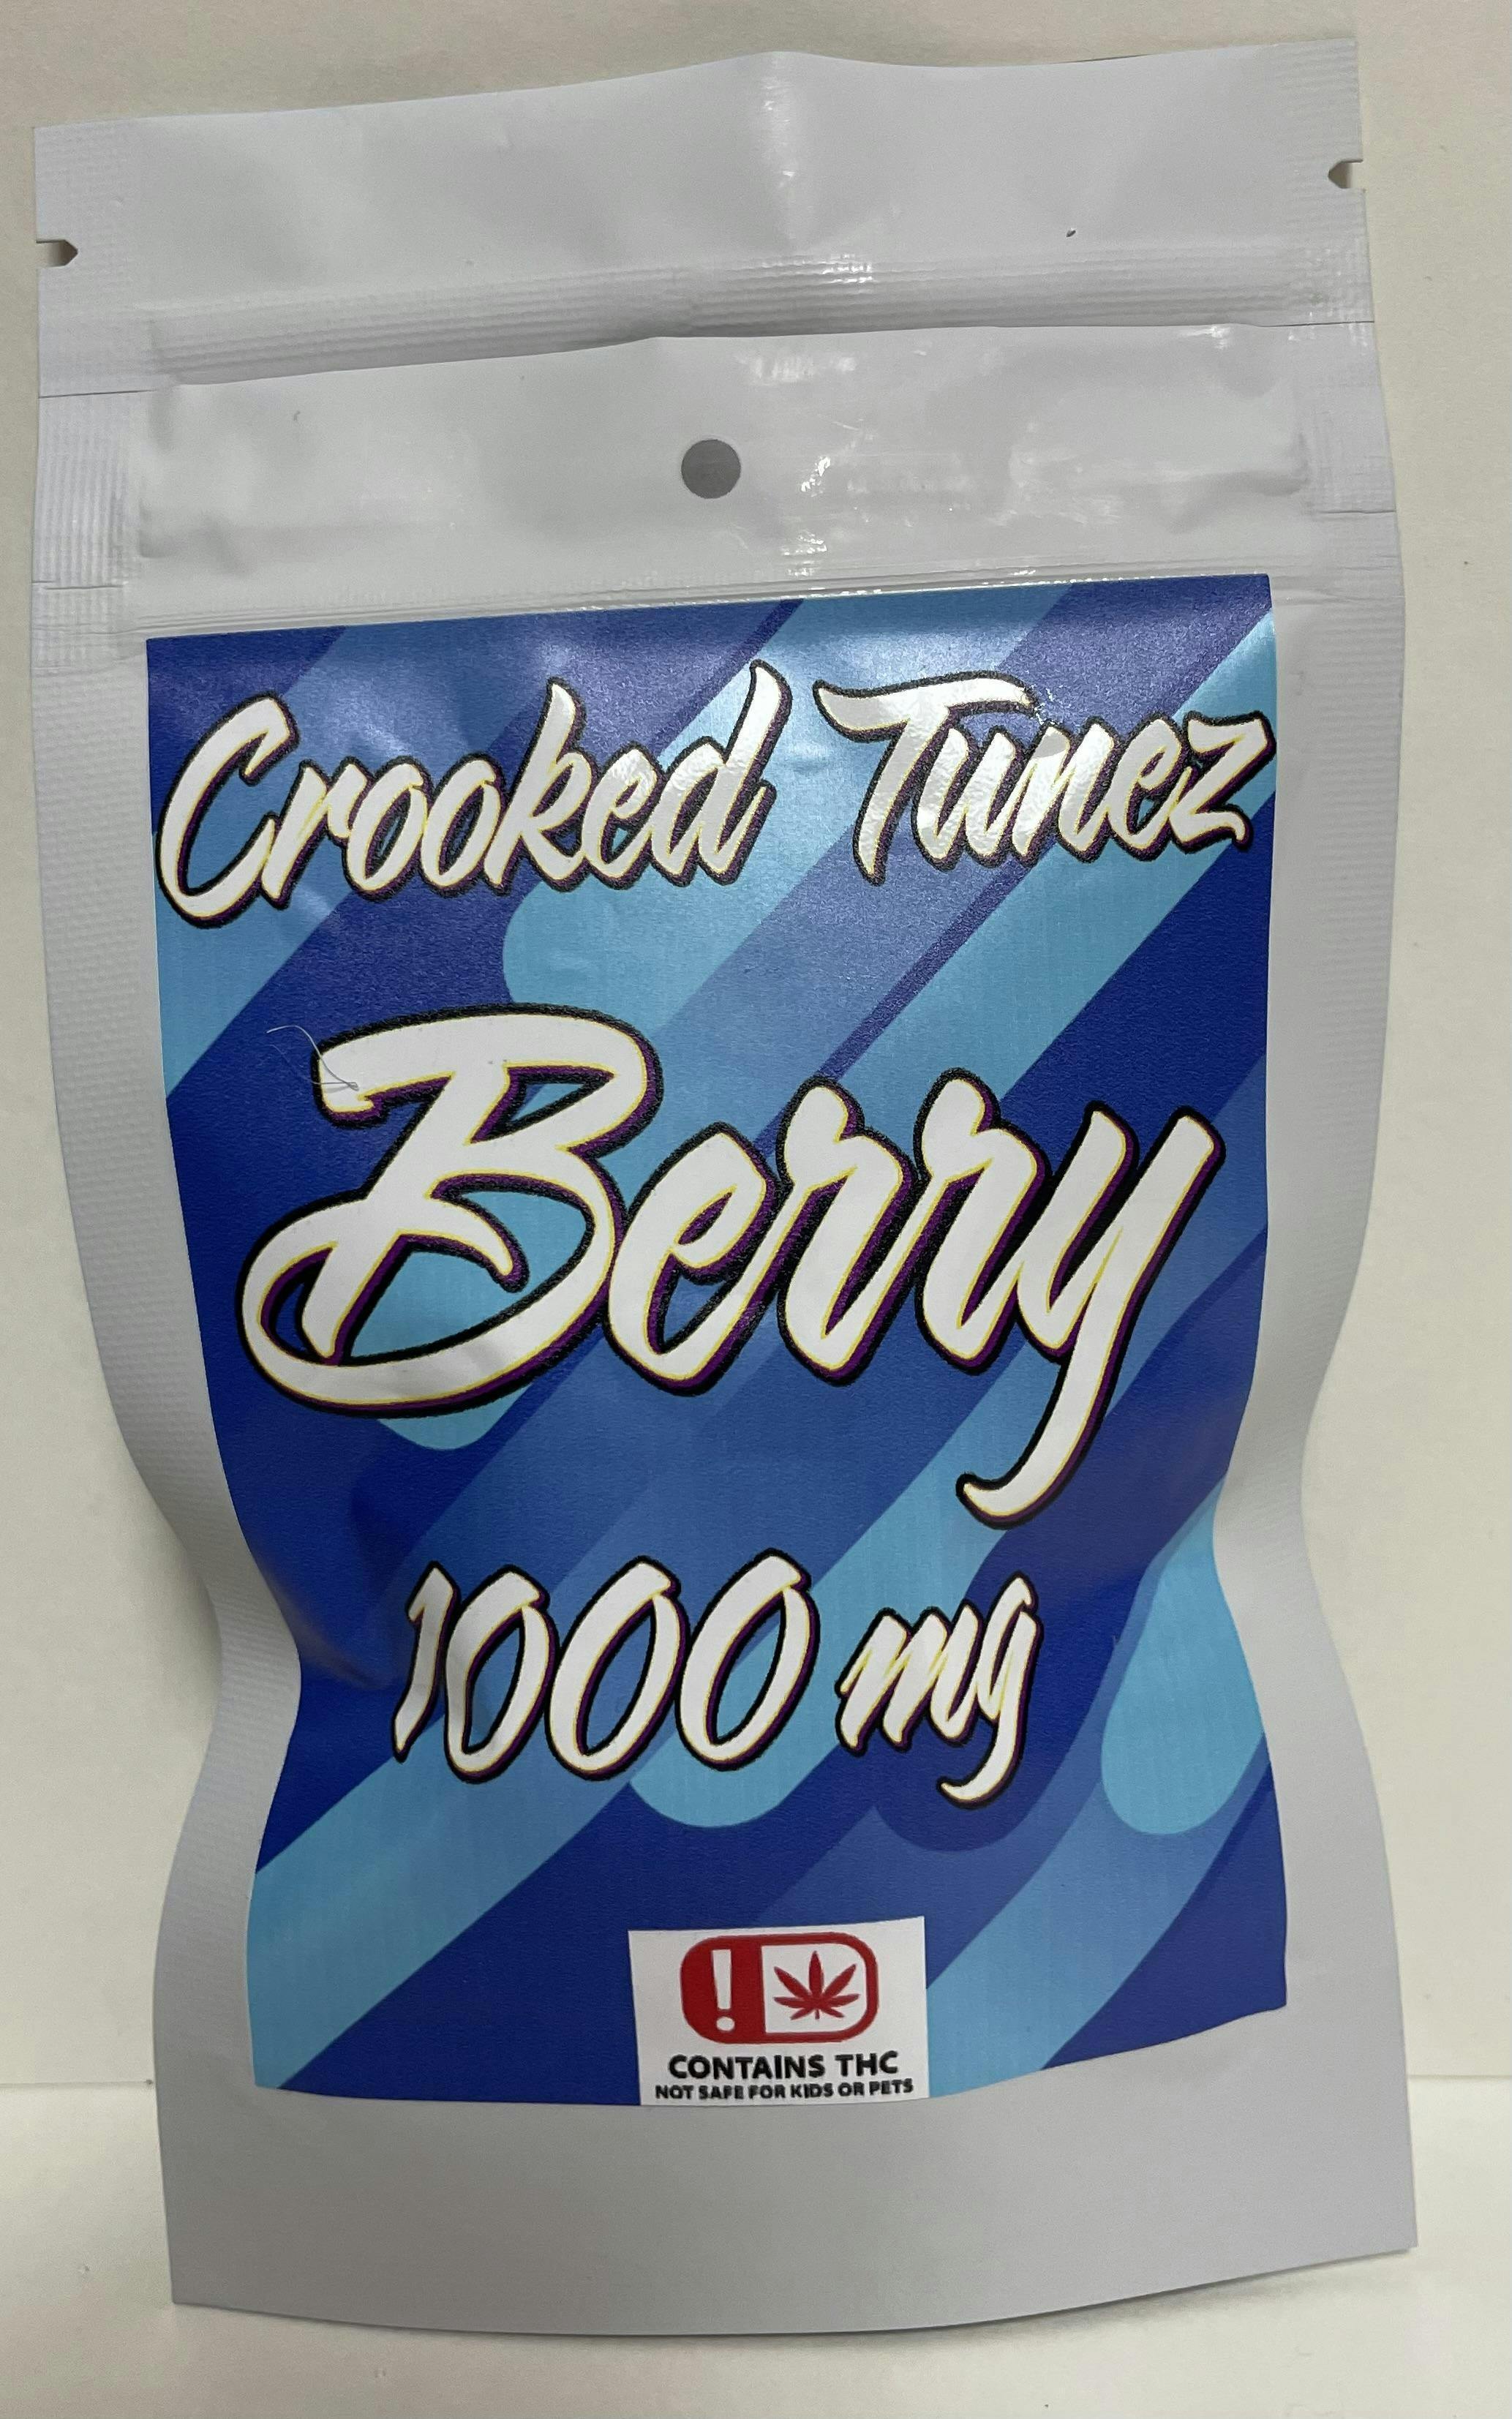 Crooked Tunez
Berry
1000 mg
!
CONTAINS THC
NOT SAFE FOR KIDS OR PETS